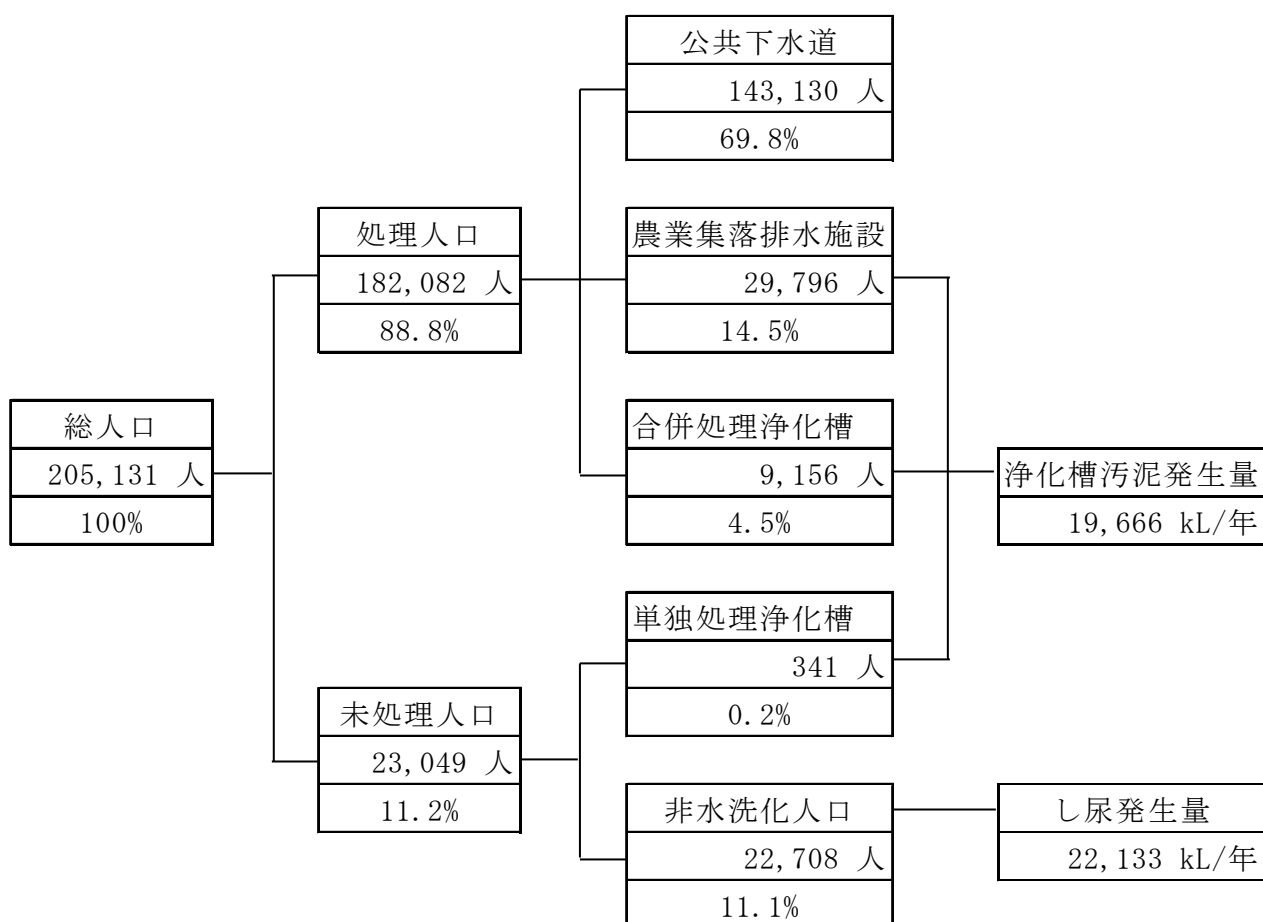 公共下水道
143,130 人
69.8%
処理人口
182,082 人
88.8%
農業集落排水施設
29,796 人
14.5%
総人口
205,131 人
100%
合併処理浄化槽
9,156 人
4.5%
浄化槽汚泥発生量
19,666 kL/年
単独処理浄化槽
341 人
0.2%
未処理人口
23,049 人
11.2%
非水洗化人口
22,708 人
11.1%
し尿発生量
22,133 kL/年